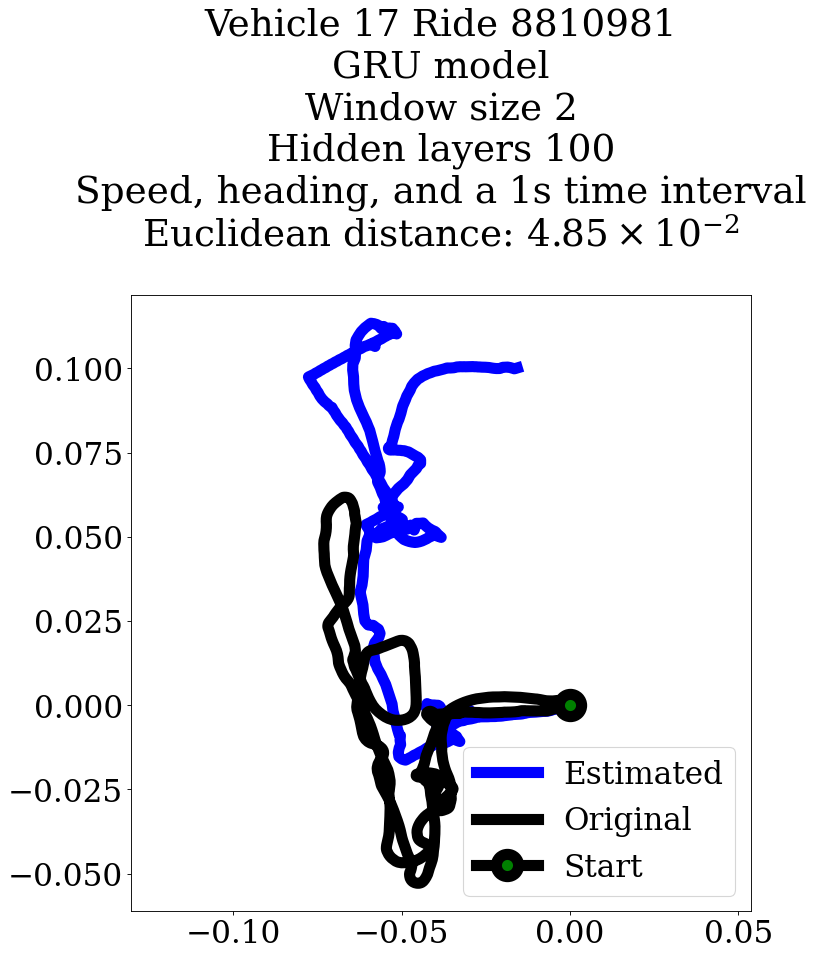 Vehicle 17 Ride 8810981
GRU model
Window size 2
Hidden layers 100
Speed, heading, and a 1s time interval
Euclidean distance: 4.85 × 10⁻²
0.100
0.075
0.050
0.025
0.000
−0.025
−0.050
Estimated
Original
Start
−0.10
−0.05
0.00
0.05